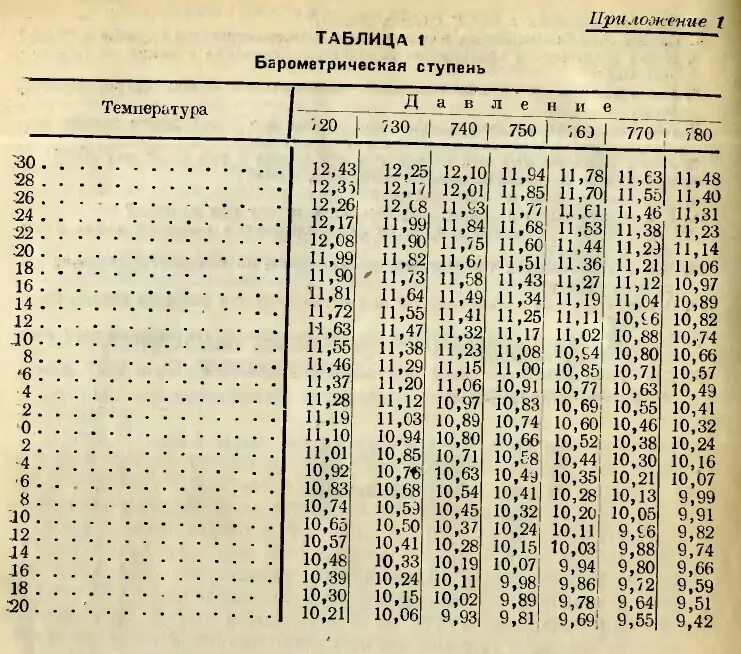 Приложение 1
ТАБЛИЦА 1
Барометрическая ступень
Температура Давление
720 730 740 750 760 770 780
30 12,43 12,25 12,10 11,94 11,78 11,63 11,48
28 12,35 12,17 12,01 11,85 11,70 11,55 11,40
26 12,26 12,08 11,93 11,77 11,61 11,46 11,31
24 12,17 11,99 11,84 11,68 11,53 11,38 11,23
22 12,08 11,90 11,75 11,60 11,44 11,29 11,14
20 11,99 11,82 11,67 11,51 11.36 11,21 11,06
18 11,90 11,73 11,58 11,43 11,27 11,12 10,97
16 11,81 11,64 11,49 11,34 11,19 11,04 10,89
14 11,72 11,55 11,41 11,25 11,11 10,96 10,82
12 11,63 11,47 11,32 11,17 11,02 10,88 10,74
10 11,55 11,38 11,23 11,08 10,94 10,80 10,66
8 11,46 11,29 11,15 11,00 10,85 10,71 10,57
6 11,37 11,20 11,06 10,91 10,77 10,63 10,49
4 11,28 11,12 10,97 10,83 10,69 10,55 10,41
2 11,19 11,03 10,89 10,74 10,60 10,46 10,32
0 11,10 10,94 10,80 10,66 10,52 10,38 10,24
2 11,01 10,85 10,71 10,58 10,44 10,30 10,16
4 10,92 10,76 10,63 10,49 10,35 10,21 10,07
6 10,83 10,68 10,54 10,41 10,28 10,13 9,99
8 10,74 10,59 10,45 10,32 10,20 10,05 9,91
10 10,65 10,50 10,37 10,24 10.11 9,96 9,82
12 10,57 10,41 10,28 10,15 10,03 9,88 9,74
14 10,48 10,33 10,19 10,07 9,94 9,80 9,66
16 10,39 10,24 10,11 9,98 9,86 9,72 9,59
18 10,30 10,15 10,02 9,89 9,78 9,64 9,51
20 10,21 10,06 9,93 9,81 9,69 9,55 9,42